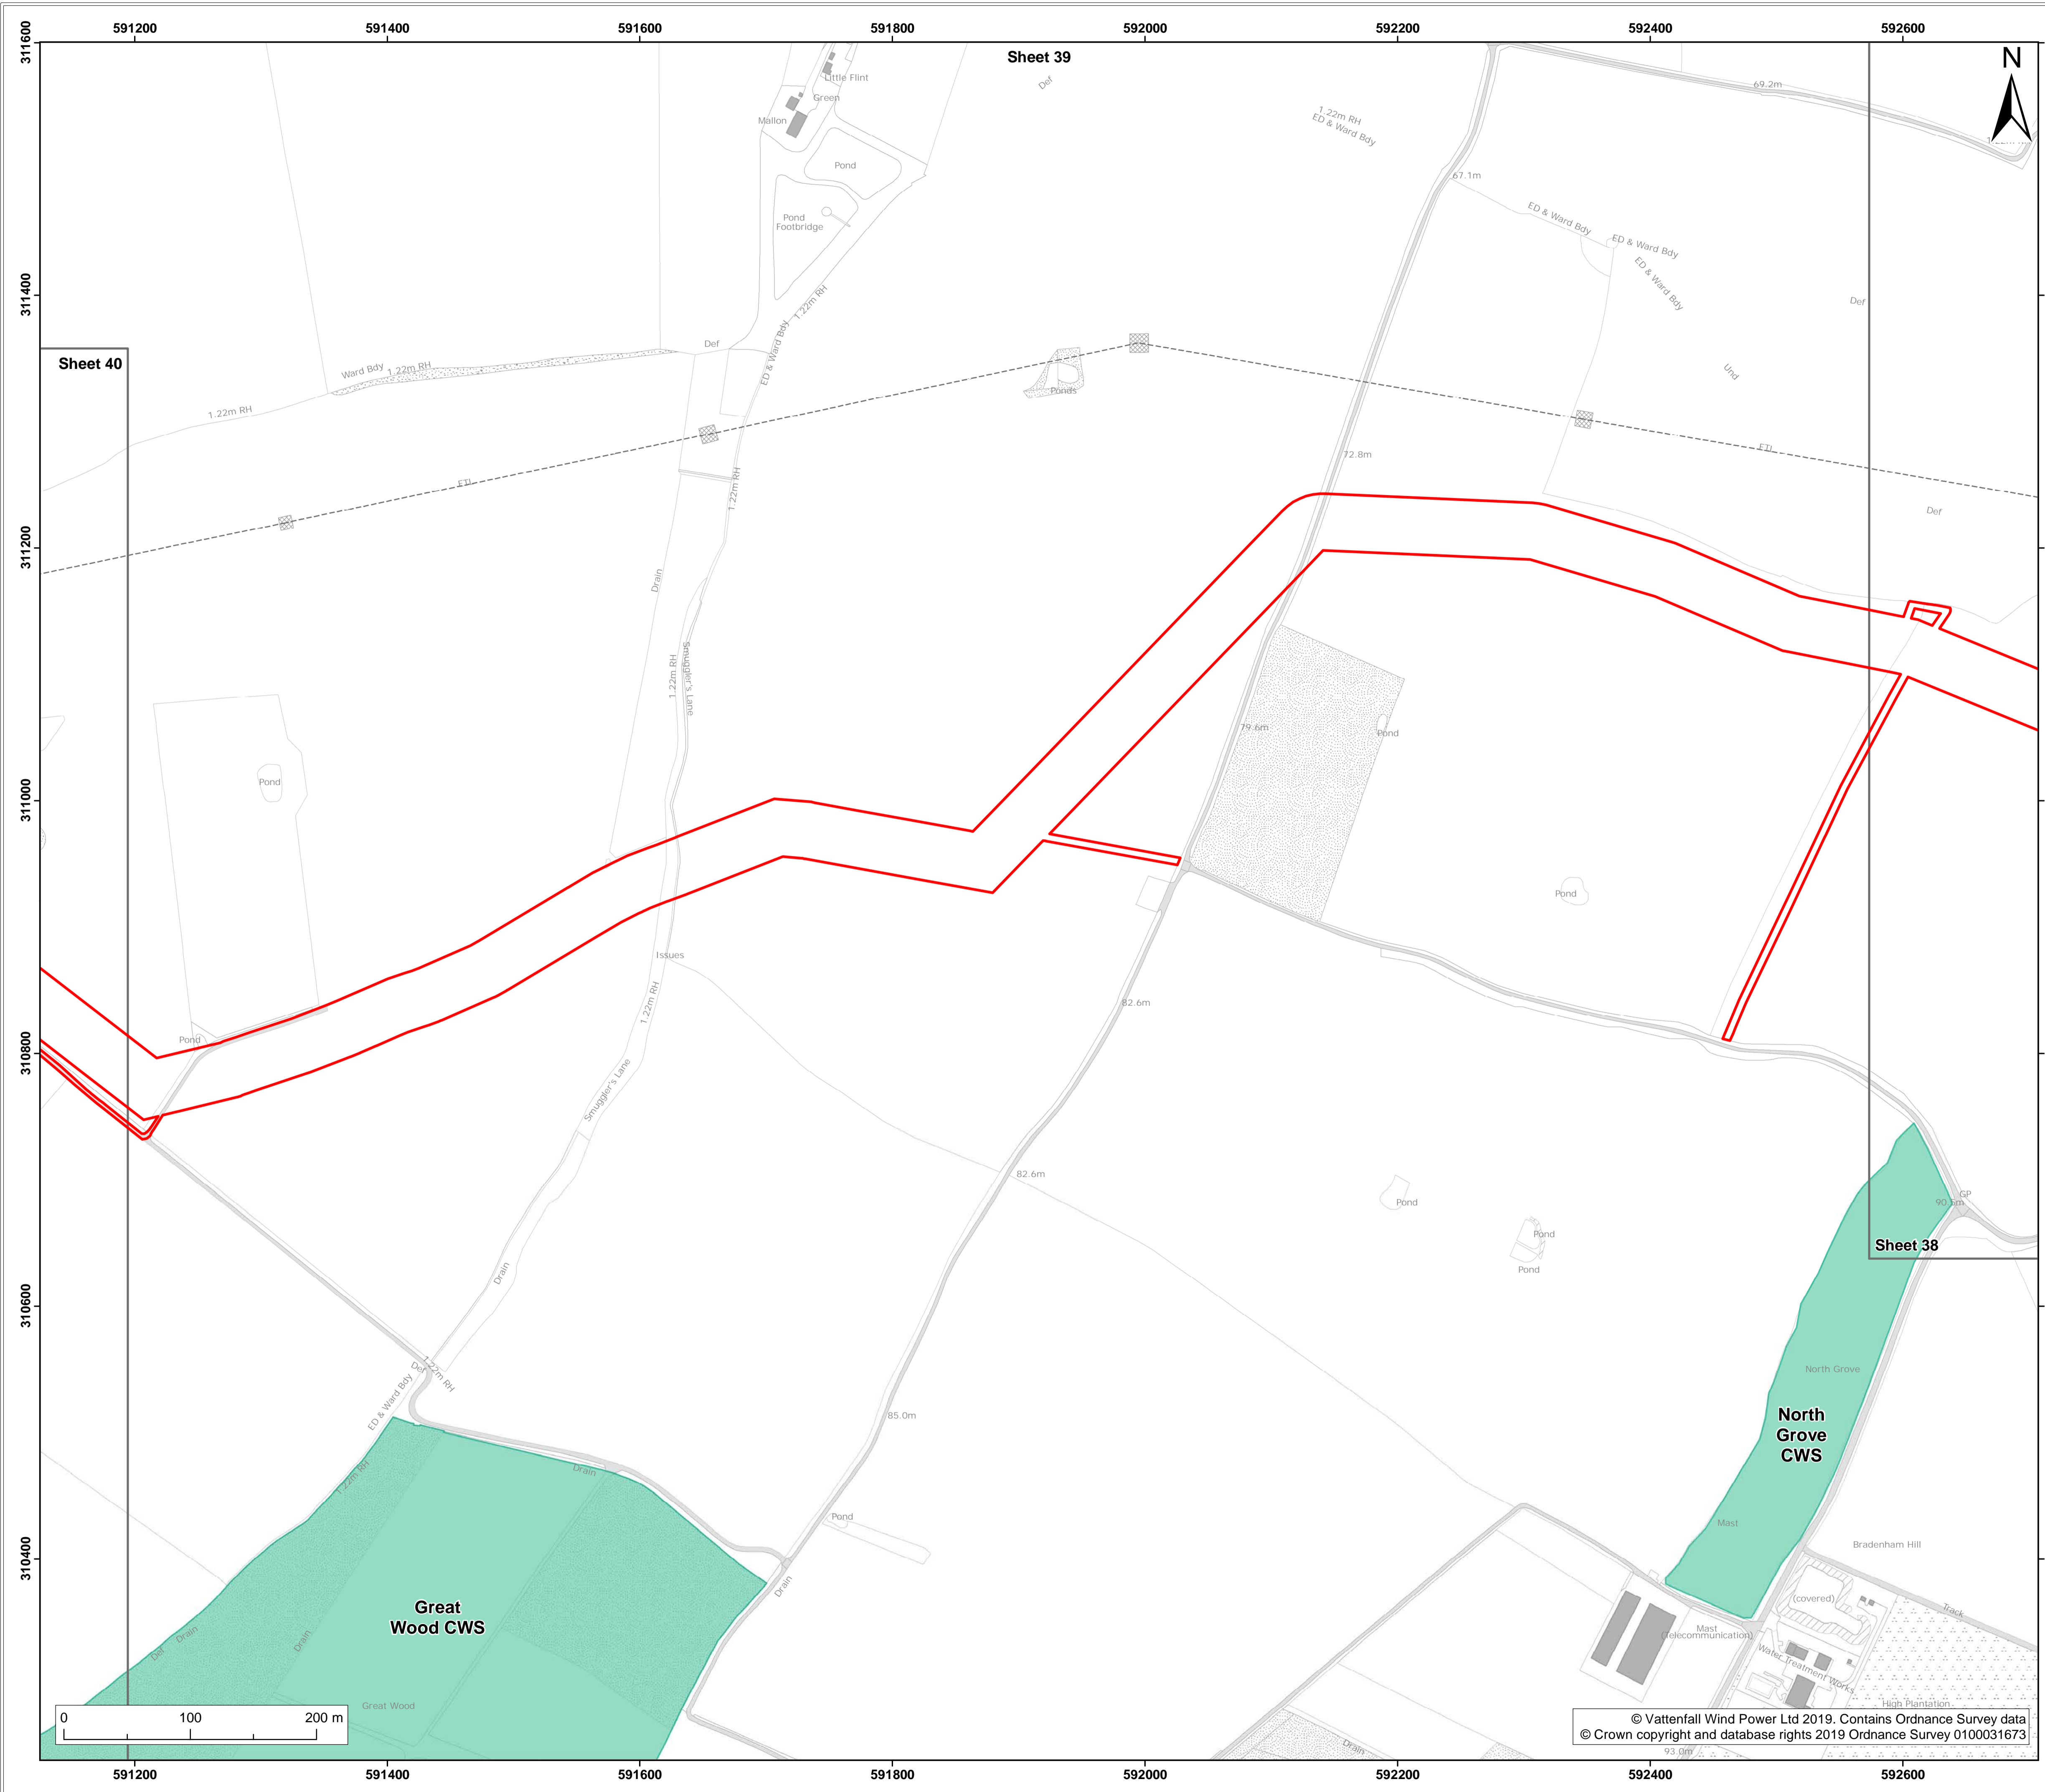 591200 591400 591600 591800 592000 592200 592400 592600
Sheet 39
N
311600
Def
Little Flint
69.2m
Green
1.22m RH
ED & Ward Bdy
Mallon
Pond
67.1m
Pond
Footbridge
ED & Ward Bdy
ED & Ward Bdy
ED & Ward Bdy
311400
1.22m RH
Def
ED & Ward Bdy
Def
Sheet 40
Ward Bdy
1.22m RH
Und
Ponds
1.22m RH
ETL
ETL
72.8m
1.22m RH
Def
311200
Drain
1.22m RH
Smuggler's Lane
79.6m
Pond
Pond
311000
Pond
Issues
1.22m RH
82.6m
Pond
310800
Smuggler's Lane
82.6m
Pond
GP
90.5m
Pond
Sheet 38
Pond
Drain
310600
1.22m RH
Def
North Grove
ED & Ward Bdy
85.0m
North
Grove
CWS
Drain
1.22m RH
Pond
Mast
Bradenham Hill
310400
Drain
(covered)
Great
Wood CWS
Track
Drain
Drain
Def
Mast
(Telecommunication)
Water Treatment Works
Great Wood
High Plantation
0 100 200 m
Drain
93.0m
© Vattenfall Wind Power Ltd 2019. Contains Ordnance Survey data
© Crown copyright and database rights 2019 Ordnance Survey 0100031673
591200 591400 591600 591800 592000 592200 592400 592600